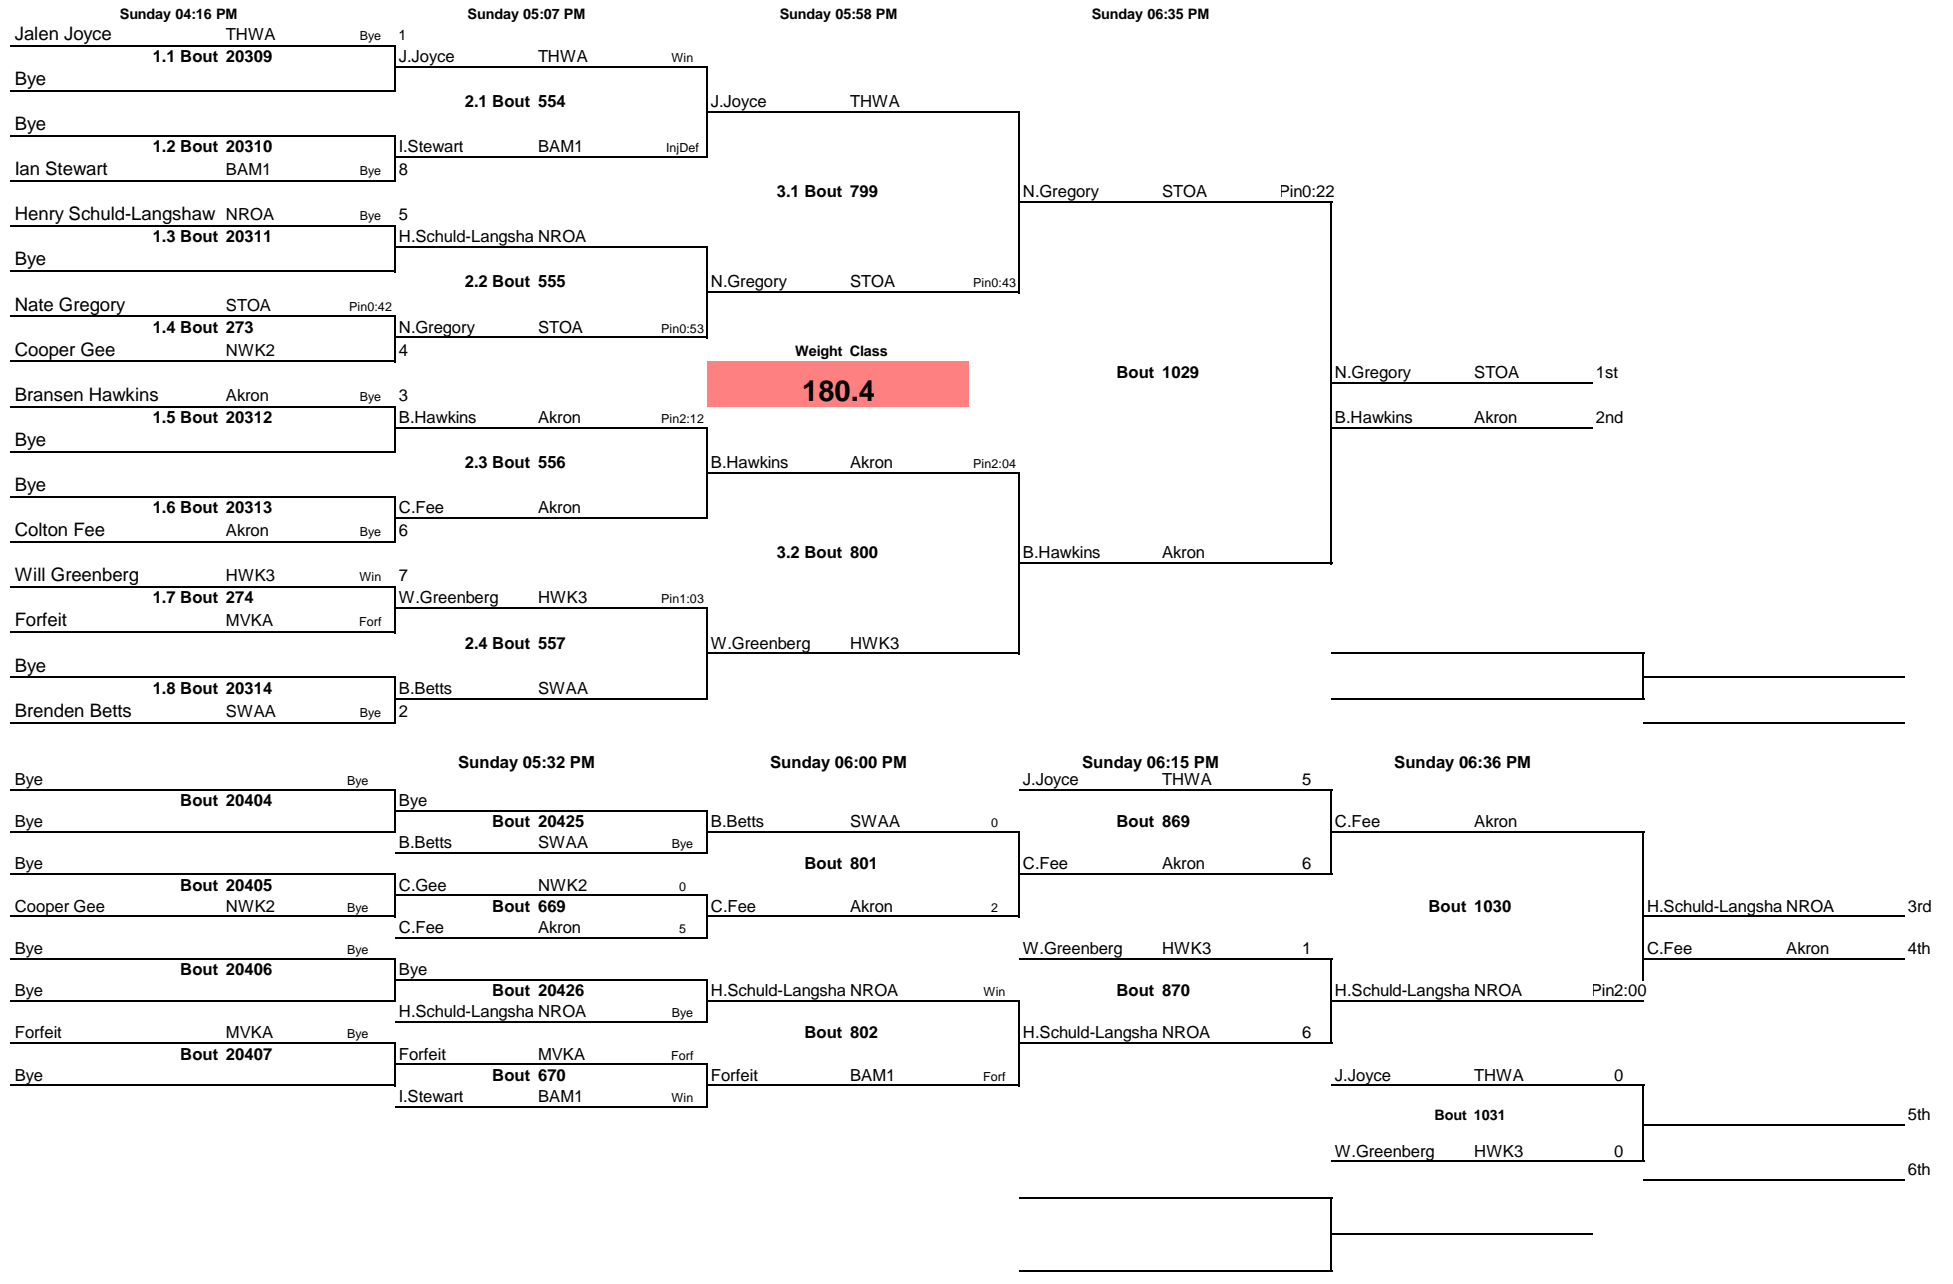 Sunday 04:16 PM Sunday 05:07 PM Sunday 05:58 PM Sunday 06:35 PM
Jalen Joyce THWA Bye 1
1.1 Bout 20309 J.Joyce THWA Win
Bye
2.1 Bout 554 J.Joyce THWA
Bye
1.2 Bout 20310 I.Stewart BAM1 InjDef
Ian Stewart BAM1 Bye 8
3.1 Bout 799 N.Gregory STOA Pin0:22
Henry Schuld-Langshaw NROA Bye 5
1.3 Bout 20311 H.Schuld-Langsha NROA
Bye
2.2 Bout 555 N.Gregory STOA Pin0:43
Nate Gregory STOA Pin0:42
1.4 Bout 273 N.Gregory STOA Pin0:53
Cooper Gee NWK2 4 Weight Class
Bout 1029 N.Gregory STOA 1st
Bransen Hawkins Akron Bye 3 180.4
1.5 Bout 20312 B.Hawkins Akron Pin2:12 B.Hawkins Akron 2nd
Bye
2.3 Bout 556 B.Hawkins Akron Pin2:04
Bye
1.6 Bout 20313 C.Fee Akron
Colton Fee Akron Bye 6
3.2 Bout 800 B.Hawkins Akron
Will Greenberg HWK3 Win 7
1.7 Bout 274 W.Greenberg HWK3 Pin1:03
Forfeit MVKA Forf
2.4 Bout 557 W.Greenberg HWK3
Bye
1.8 Bout 20314 B.Betts SWAA
Brenden Betts SWAA Bye 2
Sunday 05:32 PM Sunday 06:00 PM Sunday 06:15 PM Sunday 06:36 PM
Bye Bye J.Joyce THWA 5
Bout 20404 Bye
Bye Bout 20425 B.Betts SWAA 0 Bout 869 C.Fee Akron
B.Betts SWAA Bye
Bye Bout 801 C.Fee Akron 6
Bout 20405 C.Gee NWK2 0
Cooper Gee NWK2 Bye Bout 669 C.Fee Akron 2 Bout 1030 H.Schuld-Langsha NROA 3rd
C.Fee Akron 5
Bye Bye W.Greenberg HWK3 1 C.Fee Akron 4th
Bout 20406 Bye
Bye Bout 20426 H.Schuld-Langsha NROA Win Bout 870 H.Schuld-Langsha NROA Pin2:00
H.Schuld-Langsha NROA Bye
Forfeit MVKA Bye Bout 802 H.Schuld-Langsha NROA 6
Bout 20407 Forfeit MVKA Forf
Bye Bout 670 Forfeit BAM1 Forf J.Joyce THWA 0
I.Stewart BAM1 Win
Bout 1031 5th
W.Greenberg HWK3 0
6th